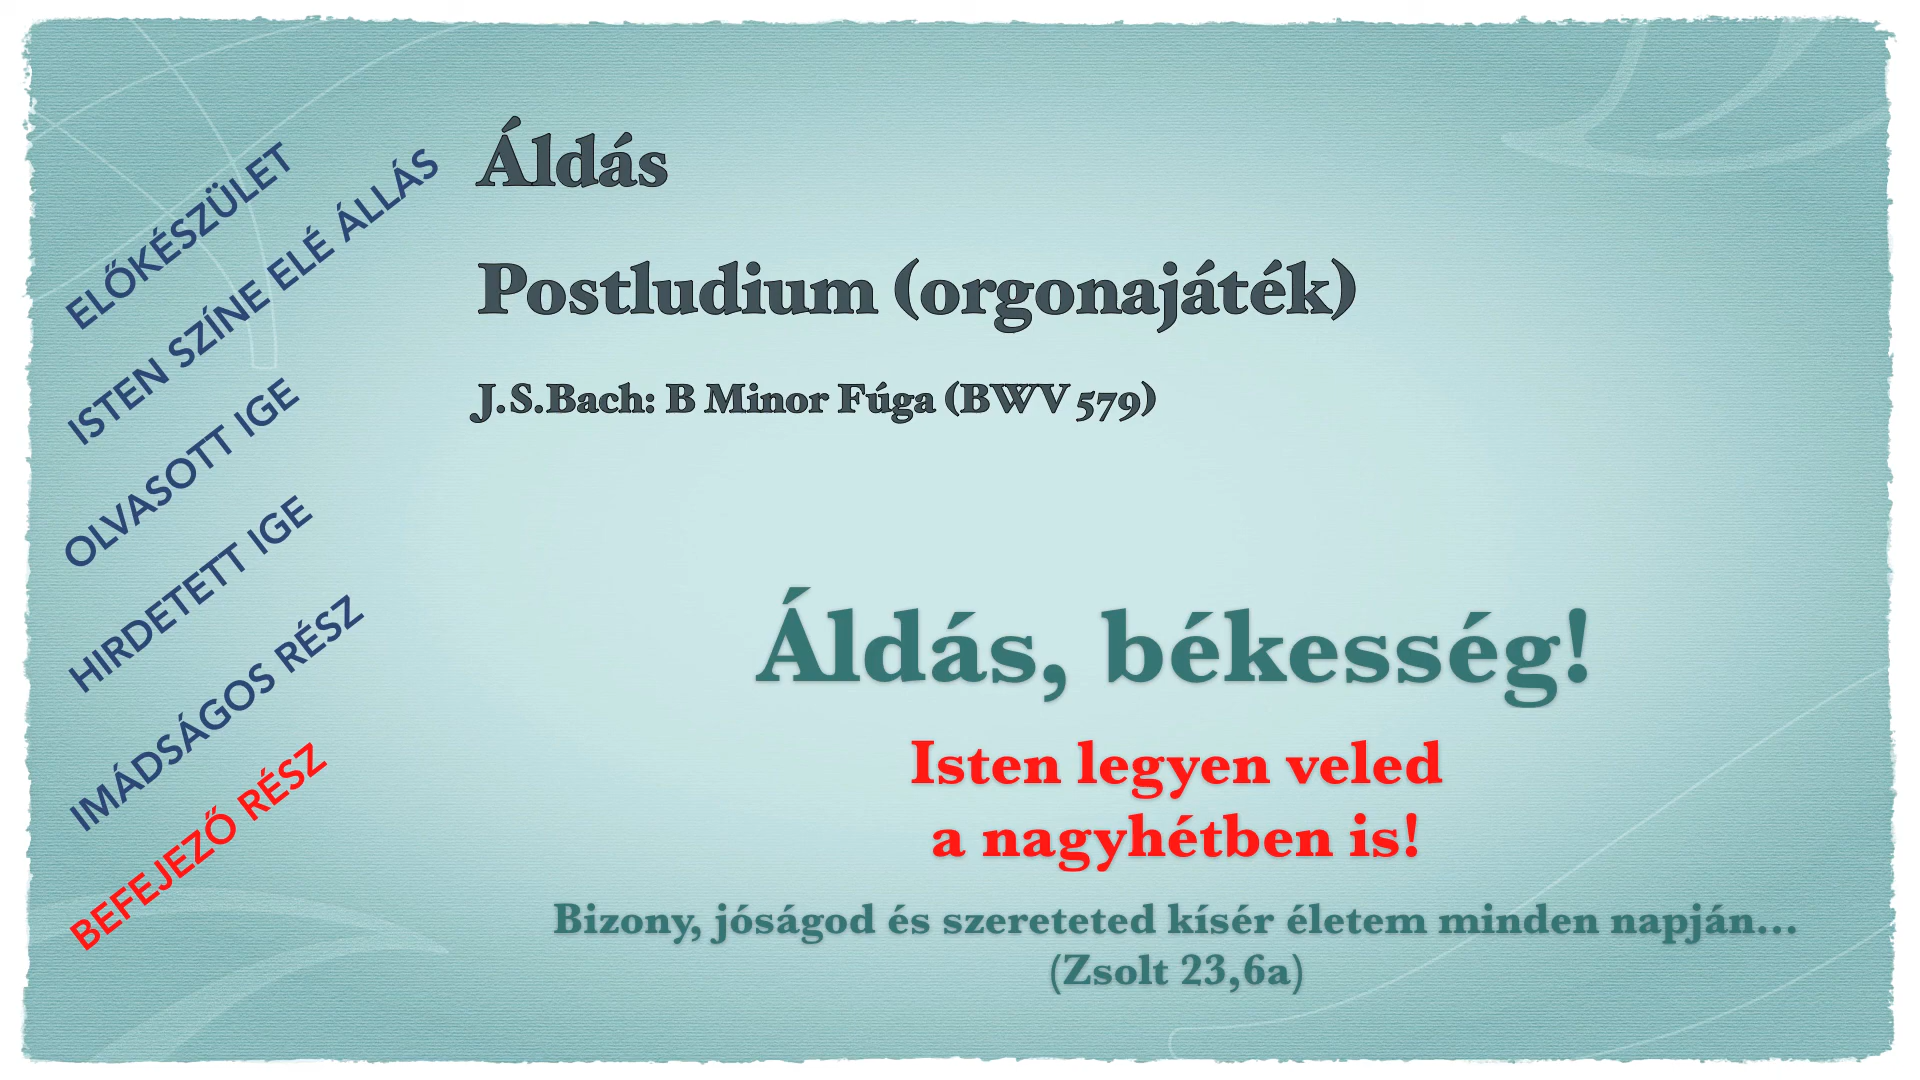 ELŐKÉSZÜLET
ISTEN SZÍNE ELÉ ÁLLÁS
OLVASOTT IGE
HIRDETETT IGE
IMÁDSÁGOS RÉSZ
BEFEJEZŐ RÉSZ
Áldás
Postludium (orgonajáték)
J.S.Bach: B Minor Fúga (BWV 579)
Áldás, békesség!
Isten legyen veled
a nagyhétben is!
Bizony, jóságod és szereteted kísér életem minden napján...
(Zsolt 23,6a)